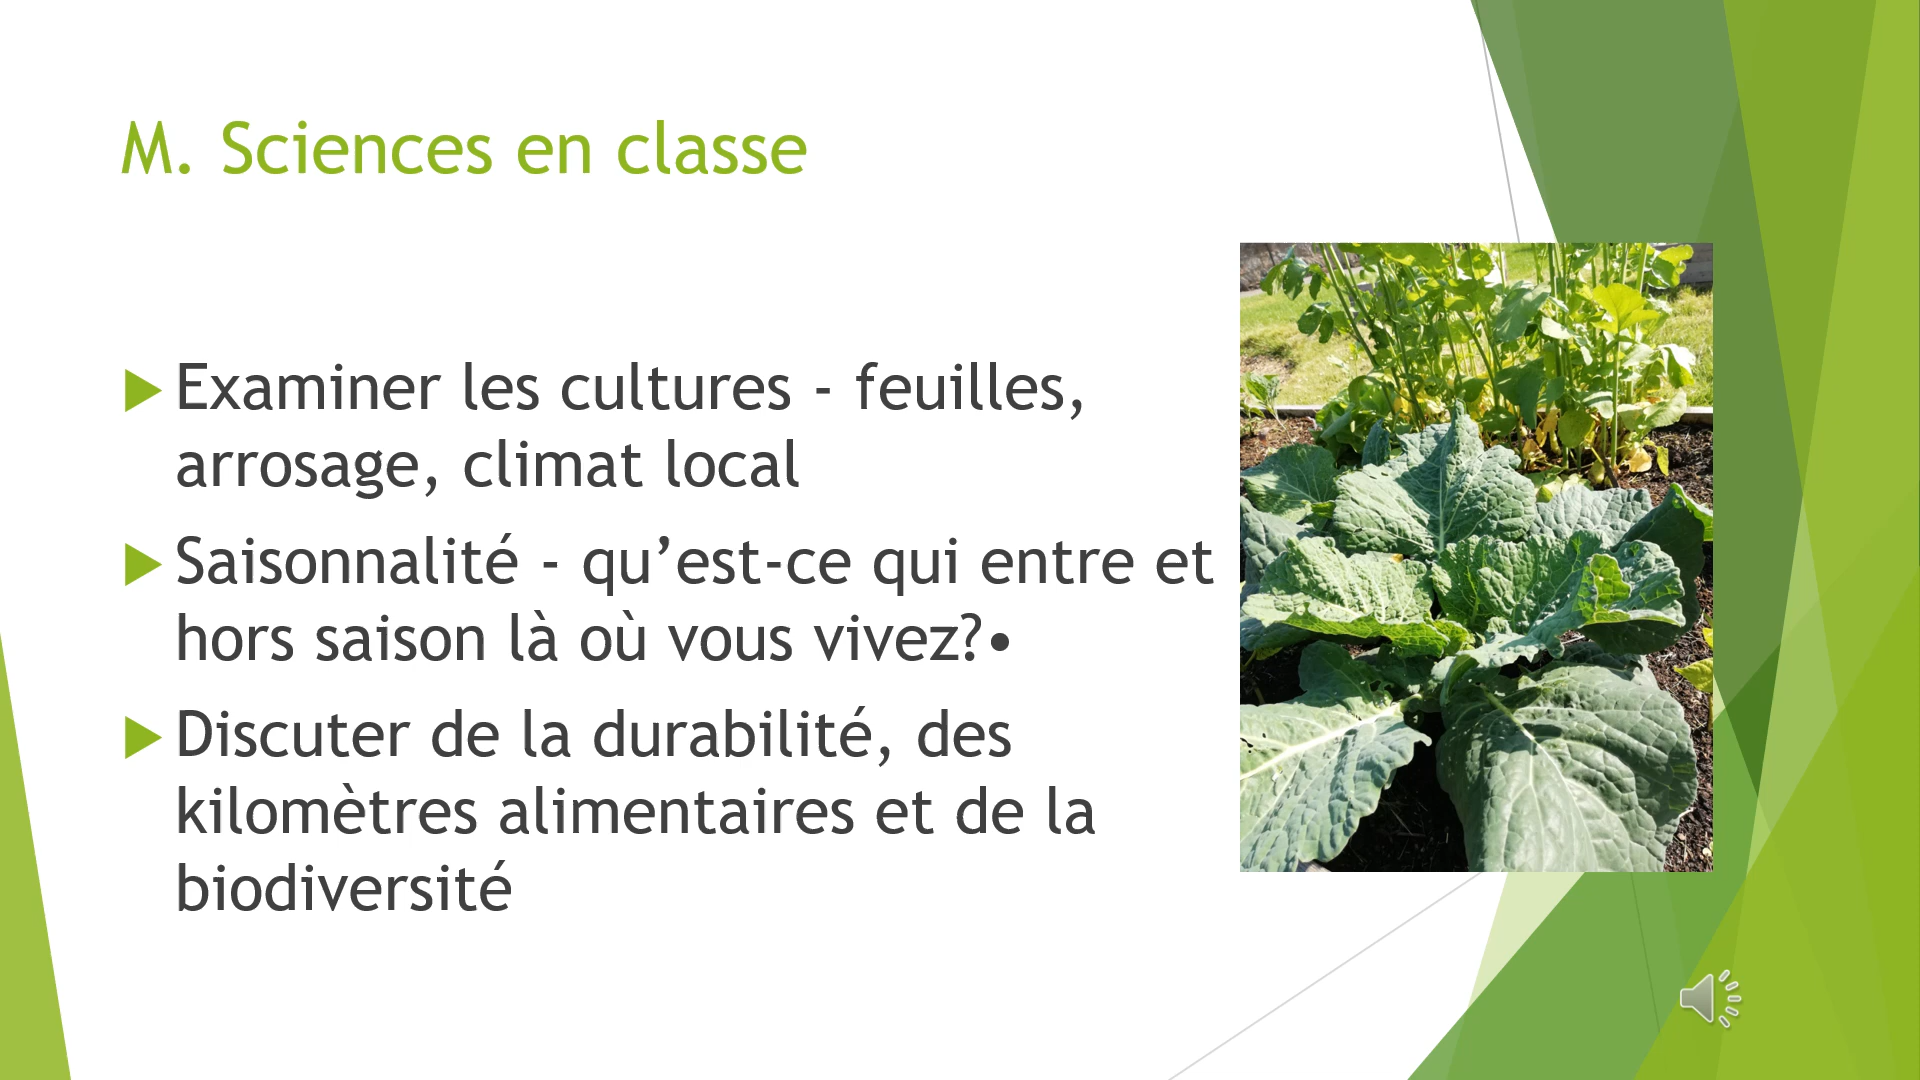 M. Sciences en classe
Examiner les cultures - feuilles,
arrosage, climat local
Saisonnalité - qu’est-ce qui entre et
hors saison là où vous vivez?•
Discuter de la durabilité, des
kilomètres alimentaires et de la
biodiversité